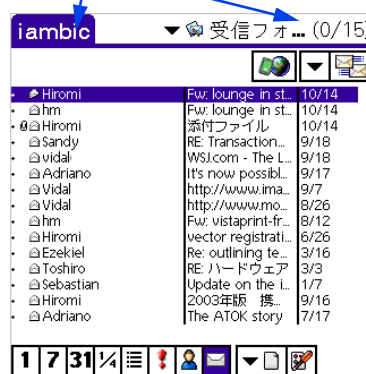 iambic 受信フォ... (0/15)
Hiromi Fw: lounge in st... 10/14
hm Fw: lounge in st... 10/14
Hiromi 添付ファイル 10/14
Sandy RE: Transaction... 9/18
vidal WSJ.com - The L... 9/18
Adriano It's now possibl... 9/17
Vidal http://www.ima... 9/7
Vidal http://www.mo... 8/26
hm Fw: vistaprint-fr... 8/12
Hiromi vector registrati... 6/26
Ezekiel Re: outlining te... 3/16
Toshiro RE: ハードウェア 3/3
Sebastian Update on the i... 1/7
Hiromi 2003年版 携... 9/16
Adriano The ATOK story 7/17
1 7 31 1/4